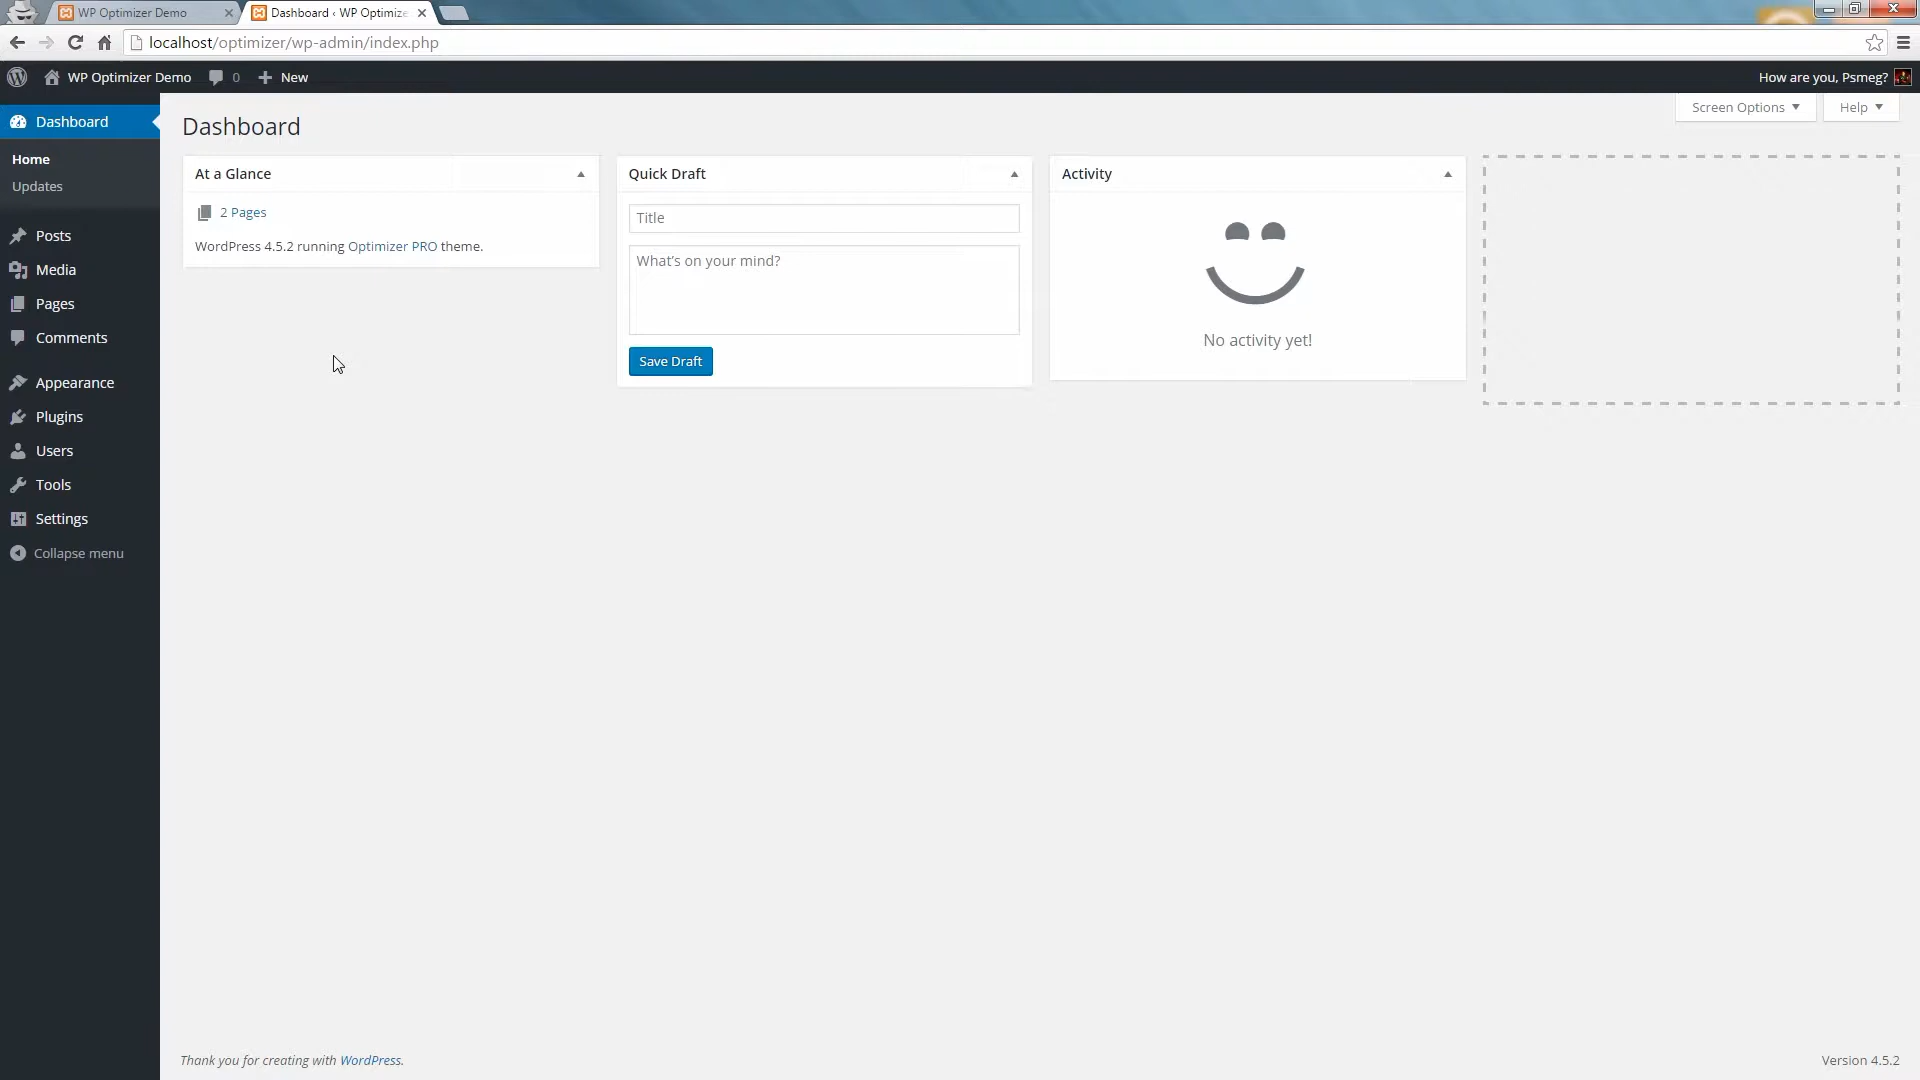 WP Optimizer Demo
Dashboard ‹ WP Optimize
localhost/optimizer/wp-admin/index.php
WP Optimizer Demo 0 New How are you, Psmeg?
Screen Options Help
Dashboard
Home
Updates
Posts
Media
Pages
Comments
Appearance
Plugins
Users
Tools
Settings
Collapse menu
Dashboard
At a Glance
2 Pages
WordPress 4.5.2 running Optimizer PRO theme.
Quick Draft
Title
What's on your mind?
Save Draft
Activity
No activity yet!
Thank you for creating with WordPress.
Version 4.5.2